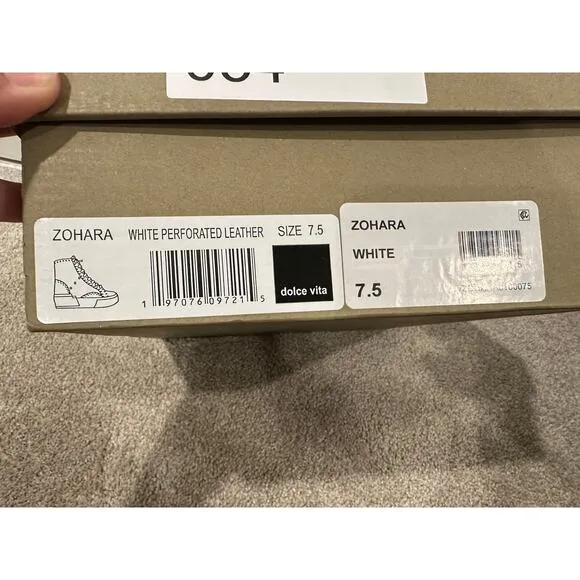 ZOHARA WHITE PERFORATED LEATHER SIZE 7.5
1 97076 09721 5
dolce vita
ZOHARA
WHITE
7.5